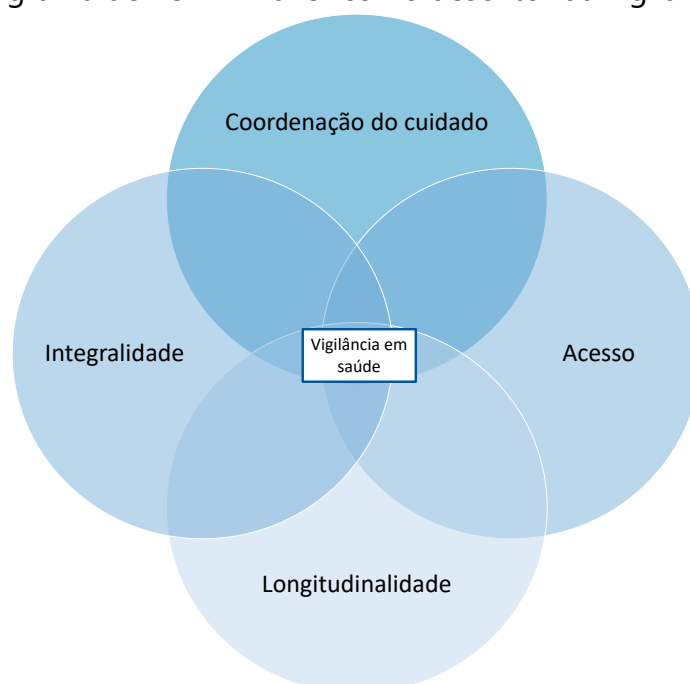 Coordenação do cuidado
Integralidade
Vigilância em
saúde
Acesso
Longitudinalidade